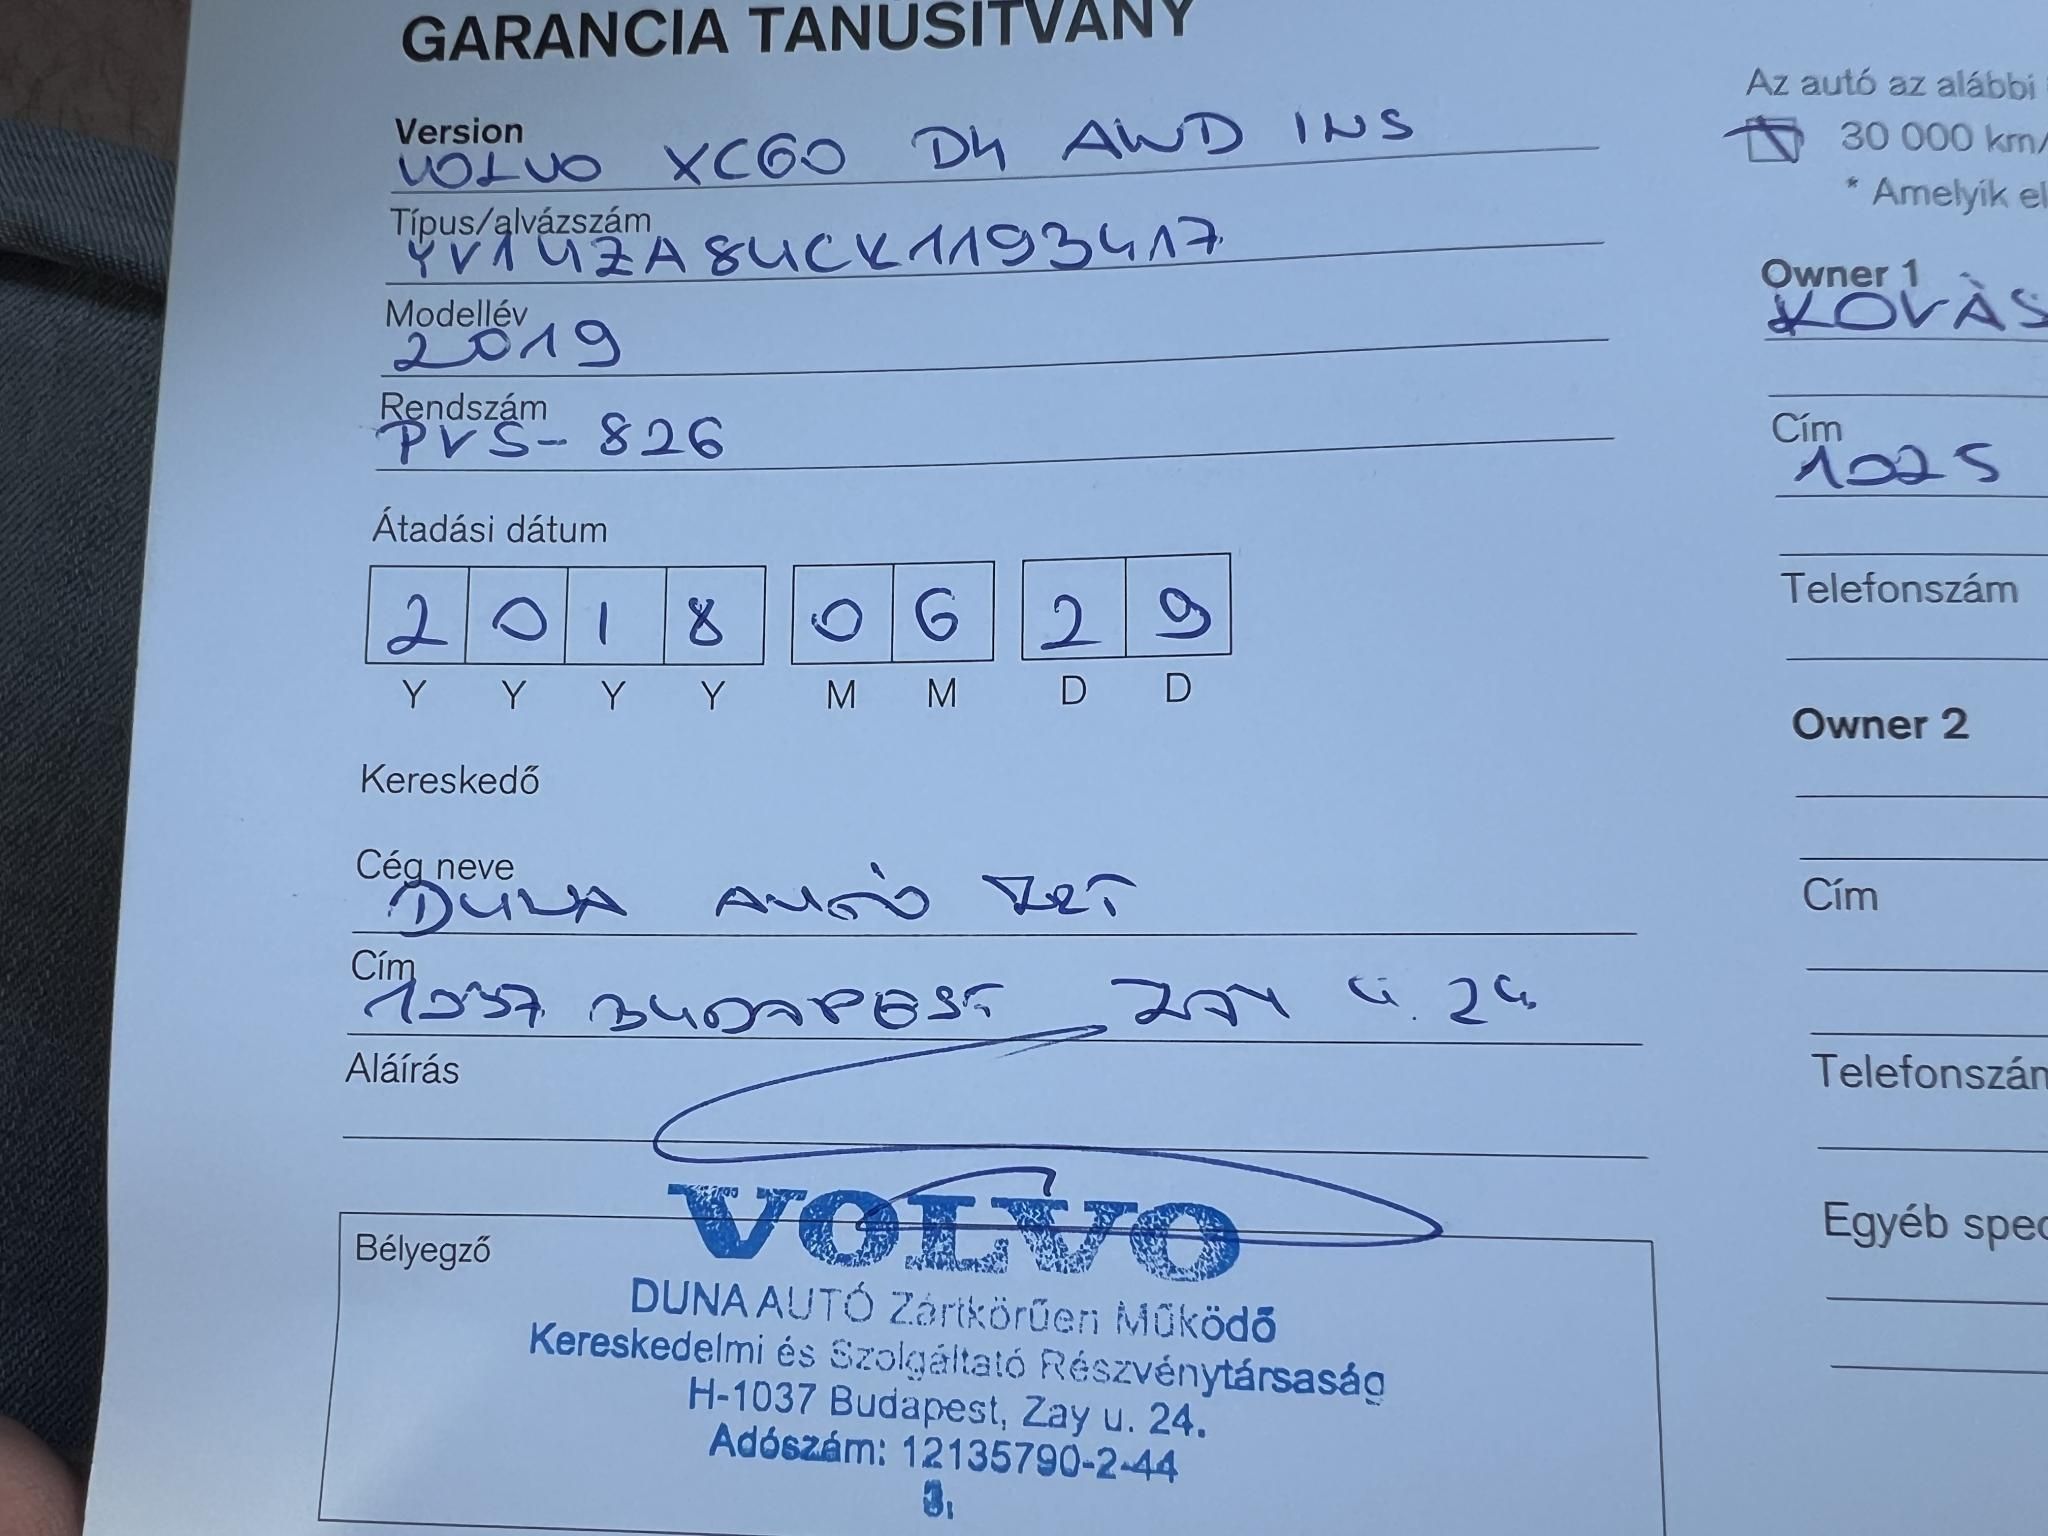 GARANCIA TANÚSÍTVÁNY
Version
VOLVO XC60 D4 AWD INS
Típus/alvázszám
YV1UZA8UCK1193417
Modellév
2019
Rendszám
PVS-826
Átadási dátum
2 0 1 8 0 6 2 9
Y Y Y Y M M D D
Kereskedő
Cég neve
DUNA AUTÓ ZRT
Cím
1037 BUDAPEST ZAY U. 24.
Aláírás
Bélyegző
VOLVO
DUNA AUTÓ Zártkörűen Működő
Kereskedelmi és Szolgáltató Részvénytársaság
H-1037 Budapest, Zay u. 24.
Adószám: 12135790-2-44
3.
Az autó az alábbi
30 000 km/
* Amelyik el
Owner 1
KOVÁS
Cím
1025
Telefonszám
Owner 2
Cím
Telefonszám
Egyéb spec